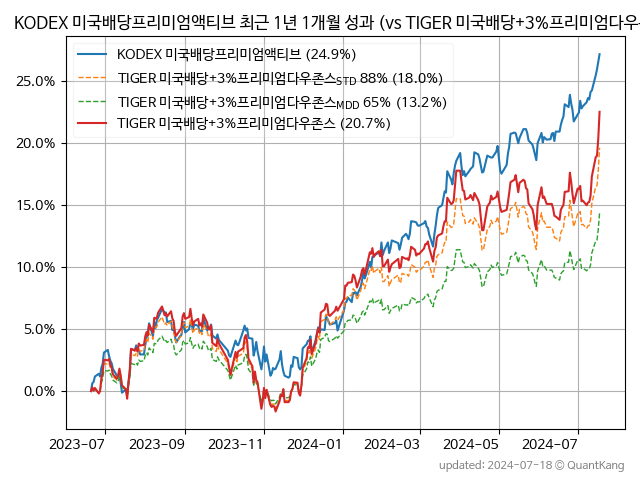 KODEX 미국배당프리미엄액티브 최근 1년 1개월 성과 (vs TIGER 미국배당+3%프리미엄다우
KODEX 미국배당프리미엄액티브 (24.9%)
TIGER 미국배당+3%프리미엄다우존스STD 88% (18.0%)
TIGER 미국배당+3%프리미엄다우존스MDD 65% (13.2%)
TIGER 미국배당+3%프리미엄다우존스 (20.7%)
25.0%
20.0%
15.0%
10.0%
5.0%
0.0%
2023-07 2023-09 2023-11 2024-01 2024-03 2024-05 2024-07
updated: 2024-07-18 © QuantKang